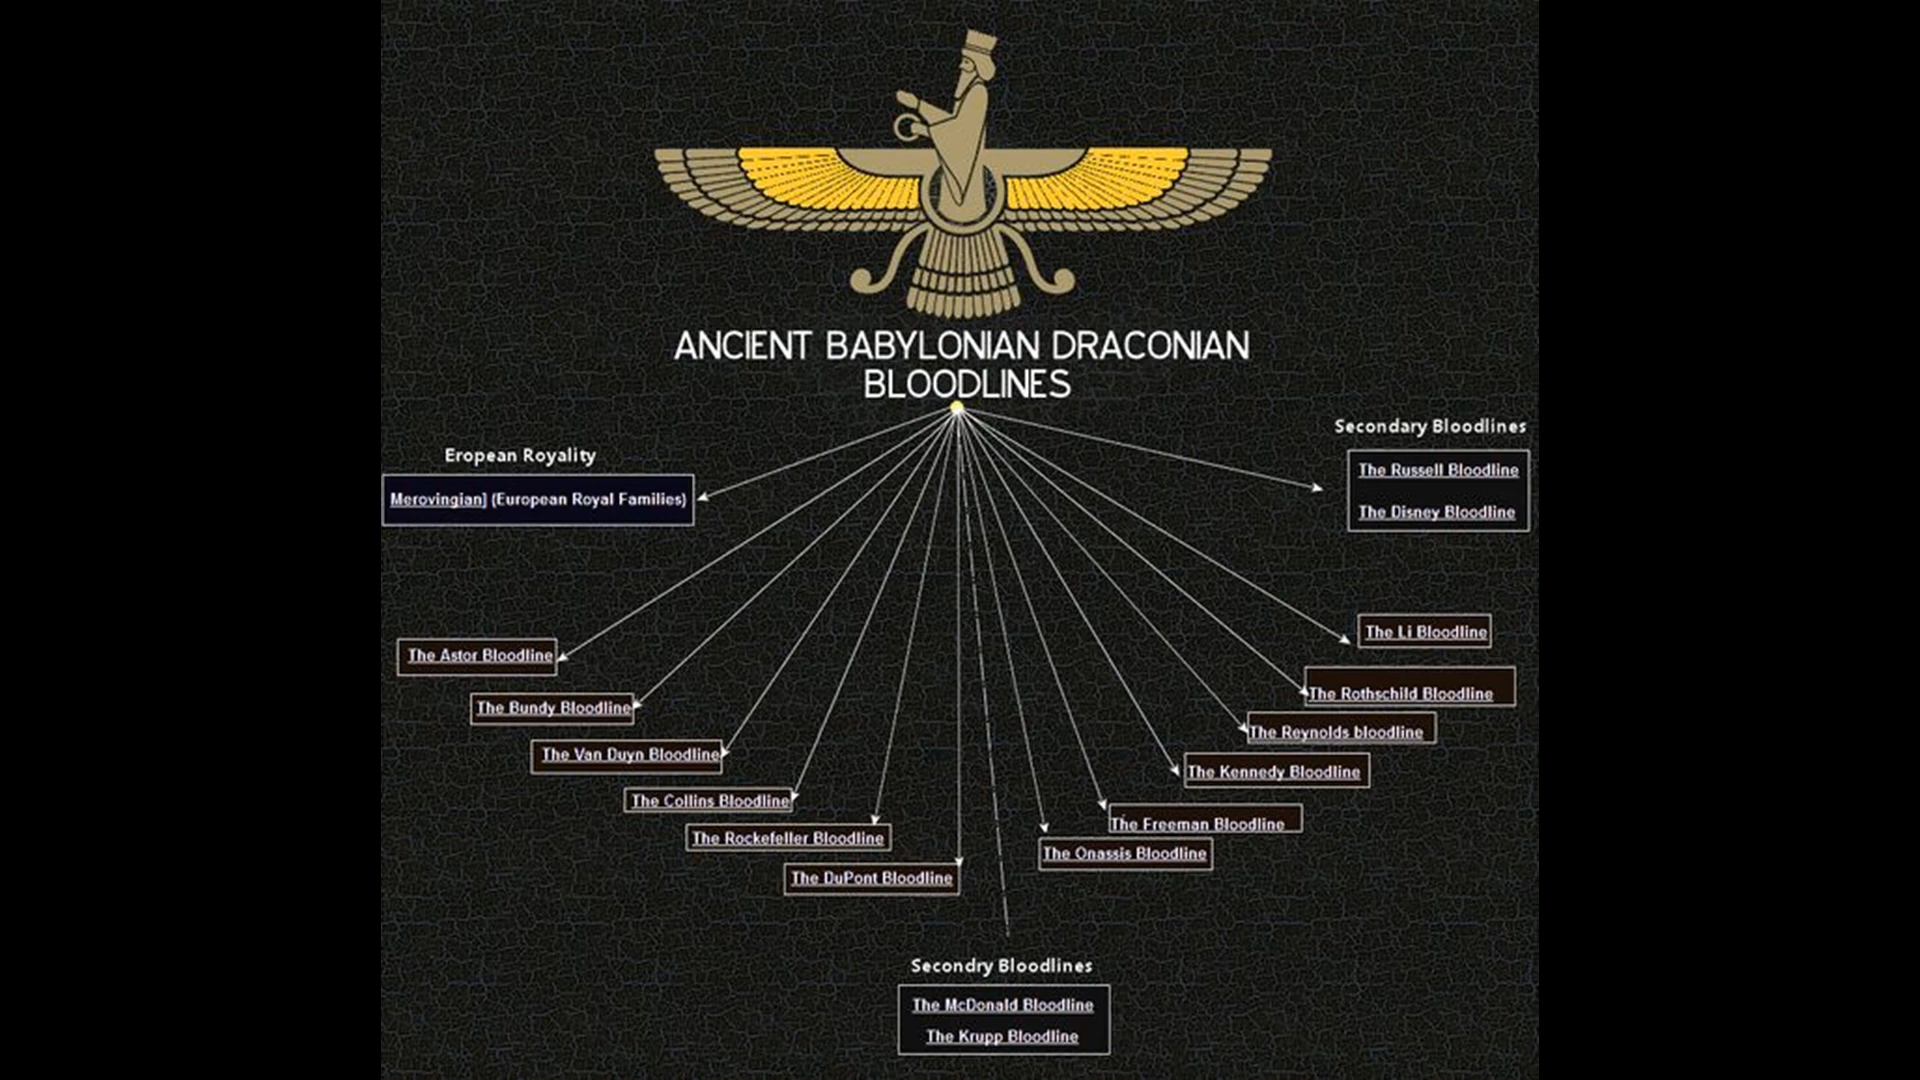 ANCIENT BABYLONIAN DRACONIAN
BLOODLINES
Secondary Bloodlines
The Russell Bloodline
The Disney Bloodline
Eropean Royality
Merovingian] (European Royal Families)
The Li Bloodline
The Astor Bloodline
The Rothschild Bloodline
The Bundy Bloodline
The Reynolds bloodline
The Van Duyn Bloodline
The Kennedy Bloodline
The Collins Bloodline
The Freeman Bloodline
The Rockefeller Bloodline
The Onassis Bloodline
The DuPont Bloodline
Secondry Bloodlines
The McDonald Bloodline
The Krupp Bloodline